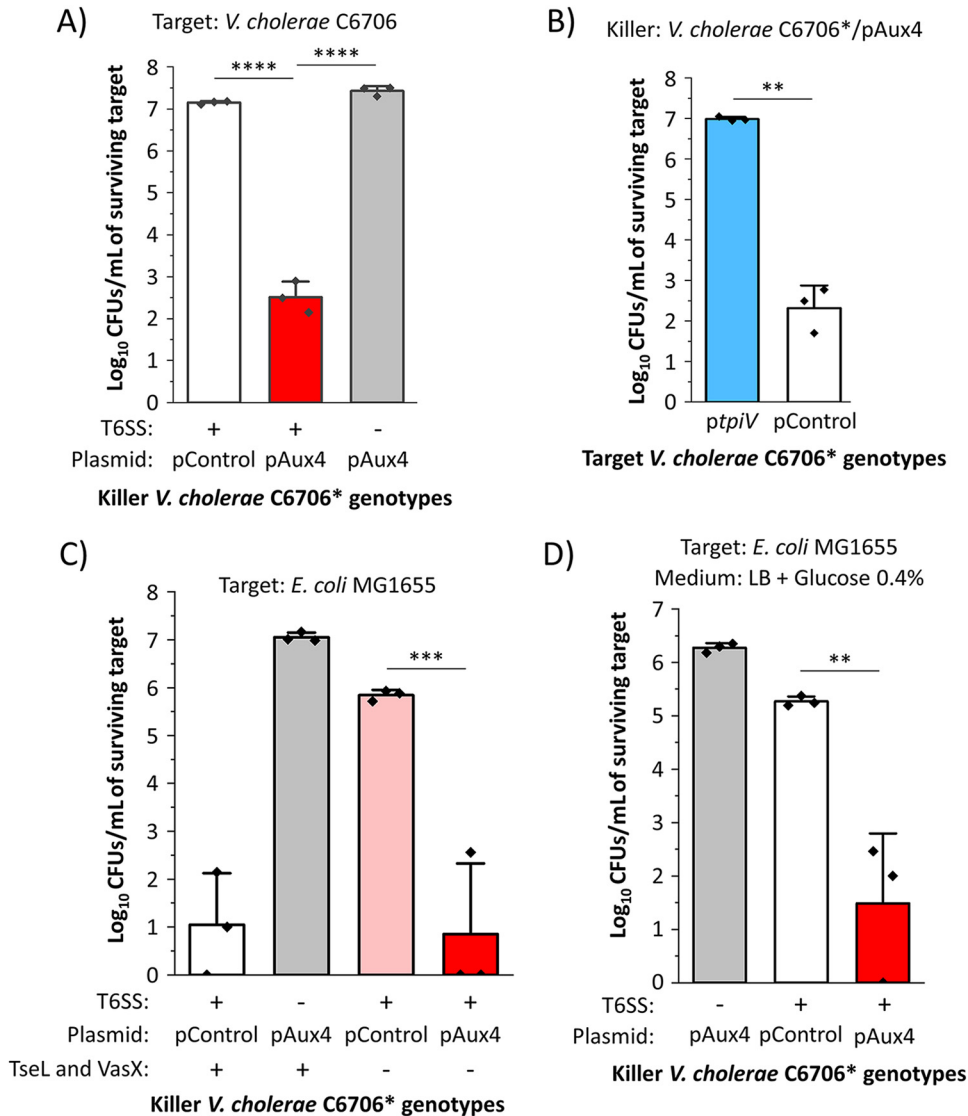 A)
Target: V. cholerae C6706
**** ****
Log10 CFUs/mL of surviving target
8
7
6
5
4
3
2
1
0
T6SS: + + -
Plasmid: pControl pAux4 pAux4
Killer V. cholerae C6706* genotypes
B)
Killer: V. cholerae C6706*/pAux4
**
Log10 CFUs/mL of surviving target
8
7
6
5
4
3
2
1
0
ptpiV pControl
Target V. cholerae C6706* genotypes
C)
Target: E. coli MG1655
***
Log10 CFUs/mL of surviving target
8
7
6
5
4
3
2
1
0
T6SS: + - + +
Plasmid: pControl pAux4 pControl pAux4
TseL and VasX: + + - -
Killer V. cholerae C6706* genotypes
D)
Target: E. coli MG1655
Medium: LB + Glucose 0.4%
**
Log10 CFUs/mL of surviving target
7
6
5
4
3
2
1
0
T6SS: - + +
Plasmid: pAux4 pControl pAux4
Killer V. cholerae C6706* genotypes